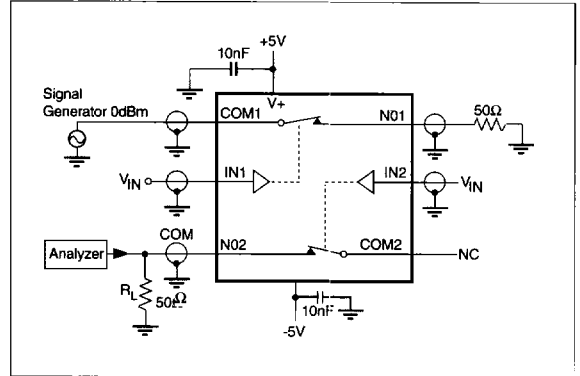 +5V
10nF
Signal
Generator 0dBm
V+
COM1
N01
50Ω
VIN
IN1
IN2
VIN
COM
N02
COM2
NC
Analyzer
RL
50Ω
10nF
-5V